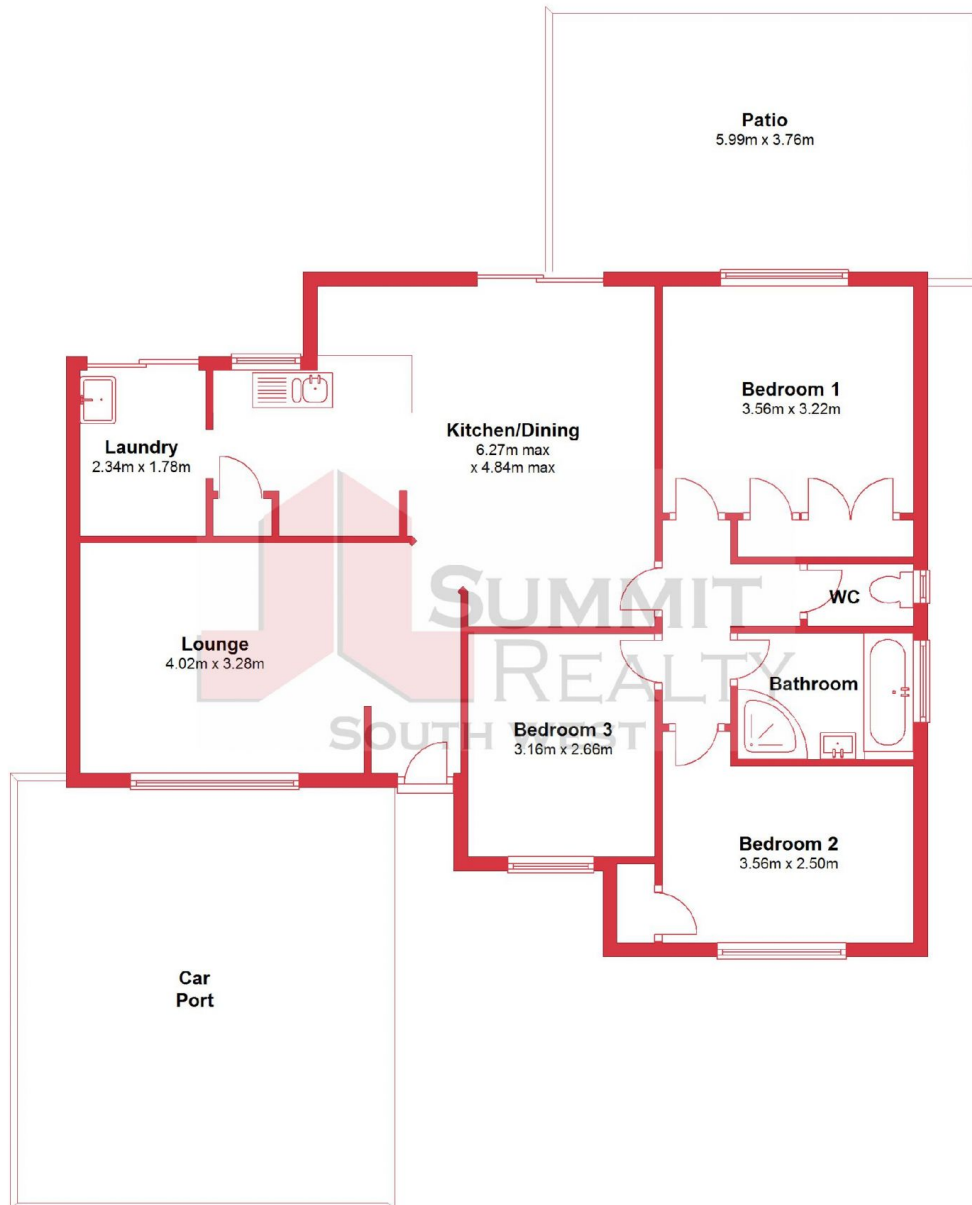 Patio
5.99m x 3.76m
Bedroom 1
3.56m x 3.22m
Kitchen/Dining
6.27m max
x 4.84m max
Laundry
2.34m x 1.78m
WC
SUMMIT
REALTY
SOUTH WEST
Lounge
4.02m x 3.28m
Bathroom
Bedroom 3
3.16m x 2.66m
Bedroom 2
3.56m x 2.50m
Car
Port